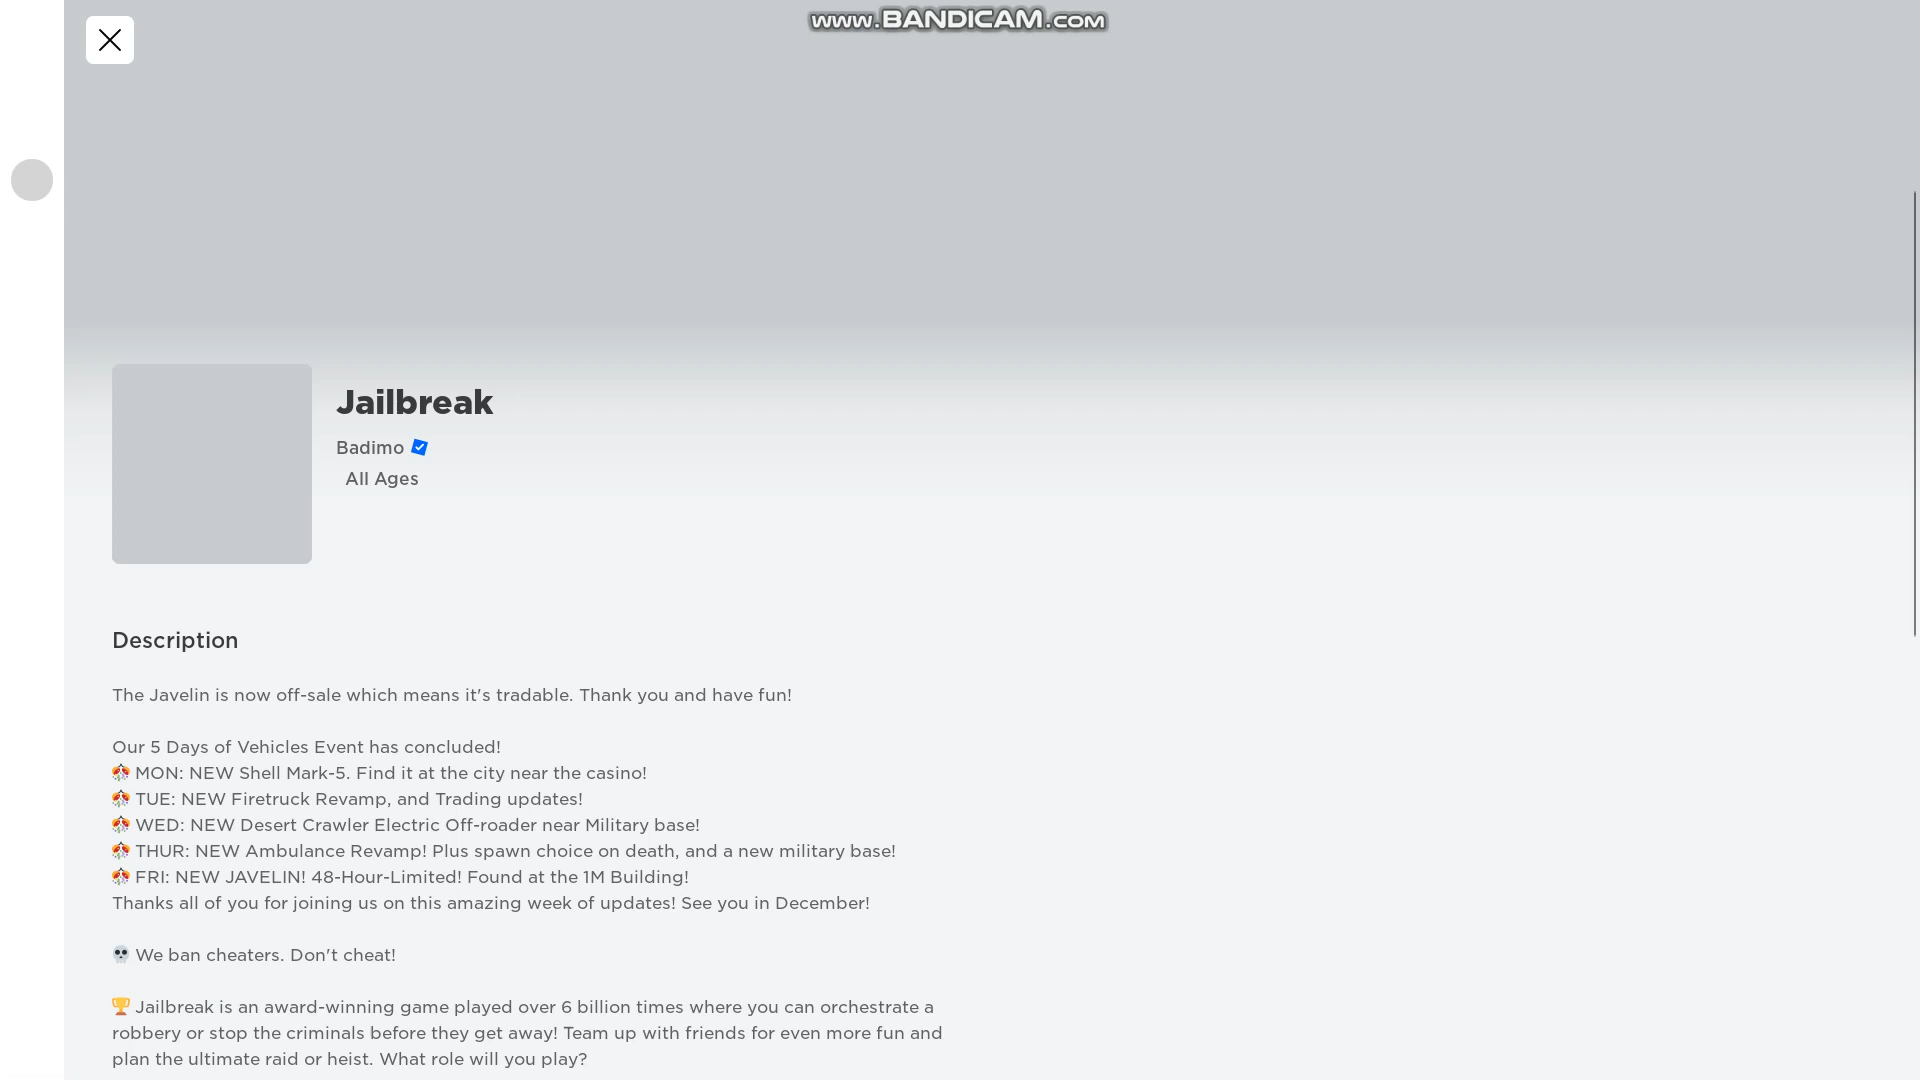 www.BANDICAM.com
Jailbreak
Badimo
All Ages
Description
The Javelin is now off-sale which means it's tradable. Thank you and have fun!
Our 5 Days of Vehicles Event has concluded!
MON: NEW Shell Mark-5. Find it at the city near the casino!
TUE: NEW Firetruck Revamp, and Trading updates!
WED: NEW Desert Crawler Electric Off-roader near Military base!
THUR: NEW Ambulance Revamp! Plus spawn choice on death, and a new military base!
FRI: NEW JAVELIN! 48-Hour-Limited! Found at the 1M Building!
Thanks all of you for joining us on this amazing week of updates! See you in December!
💀 We ban cheaters. Don't cheat!
🏆 Jailbreak is an award-winning game played over 6 billion times where you can orchestrate a
robbery or stop the criminals before they get away! Team up with friends for even more fun and
plan the ultimate raid or heist. What role will you play?